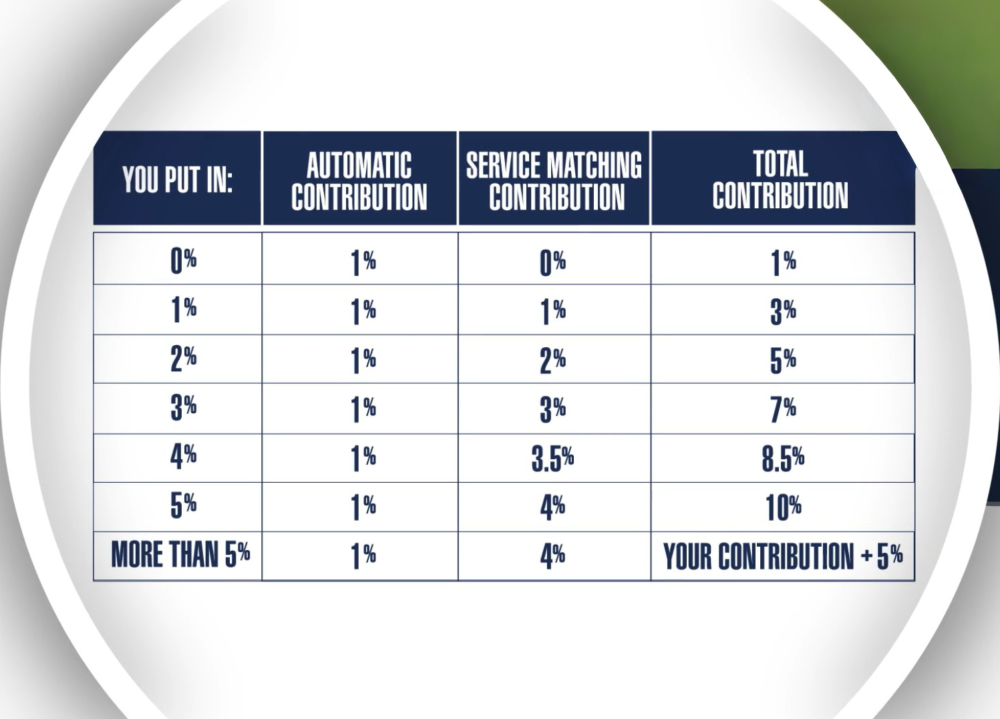 YOU PUT IN:
AUTOMATIC
CONTRIBUTION
SERVICE MATCHING
CONTRIBUTION
TOTAL
CONTRIBUTION
0% 1% 0% 1%
1% 1% 1% 3%
2% 1% 2% 5%
3% 1% 3% 7%
4% 1% 3.5% 8.5%
5% 1% 4% 10%
MORE THAN 5% 1% 4% YOUR CONTRIBUTION + 5%